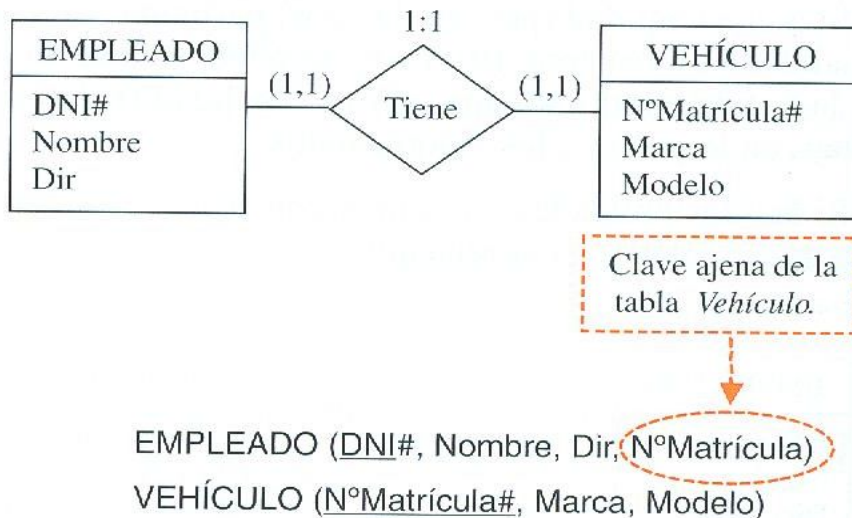 1:1
EMPLEADO
VEHÍCULO
(1,1)
Tiene
(1,1)
DNI#
Nombre
Dir
NºMatrícula#
Marca
Modelo
Clave ajena de la
tabla Vehículo.
EMPLEADO (DNI#, Nombre, Dir, NºMatrícula)
VEHÍCULO (NºMatrícula#, Marca, Modelo)